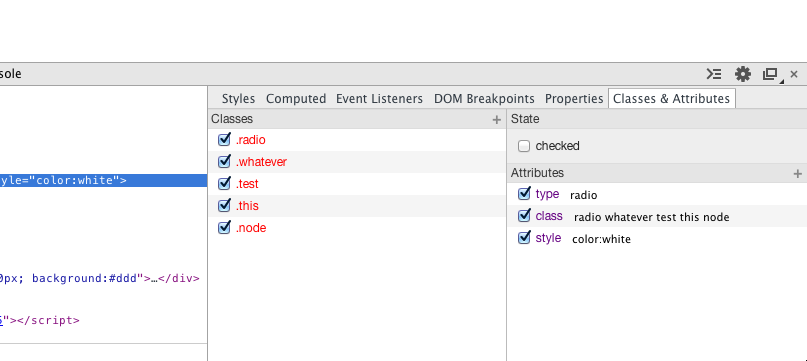 sole
Styles Computed Event Listeners DOM Breakpoints Properties Classes & Attributes
Classes +
State
.radio
.whatever
.test
.this
.node
checked
Attributes +
type radio
class radio whatever test this node
style color:white
yle="color:white">
0px; background:#ddd">…</div>
"></script>